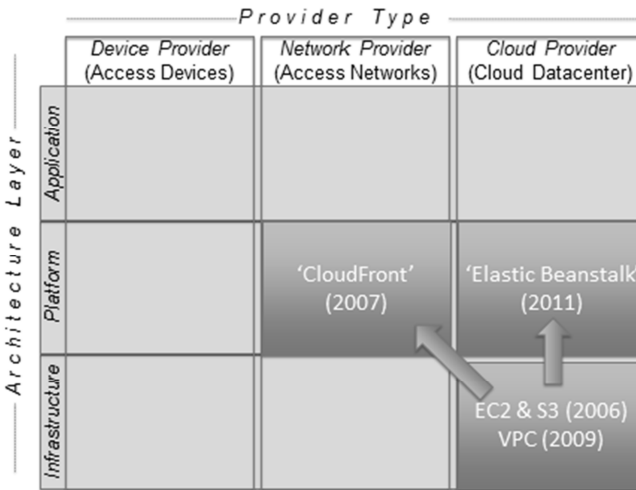 Provider Type
Device Provider
(Access Devices)
Network Provider
(Access Networks)
Cloud Provider
(Cloud Datacenter)
Architecture Layer
Application
Platform
'CloudFront'
(2007)
'Elastic Beanstalk'
(2011)
Infrastructure
EC2 & S3 (2006)
VPC (2009)